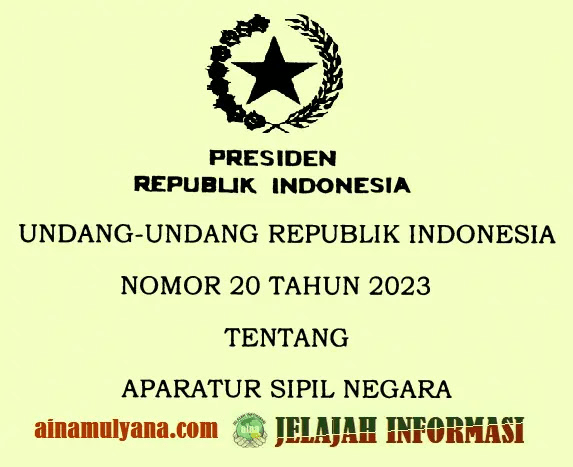 PRESIDEN
REPUBLIK INDONESIA
UNDANG-UNDANG REPUBLIK INDONESIA
NOMOR 20 TAHUN 2023
TENTANG
APARATUR SIPIL NEGARA
ainamulyana.com JELAJAH INFORMASI